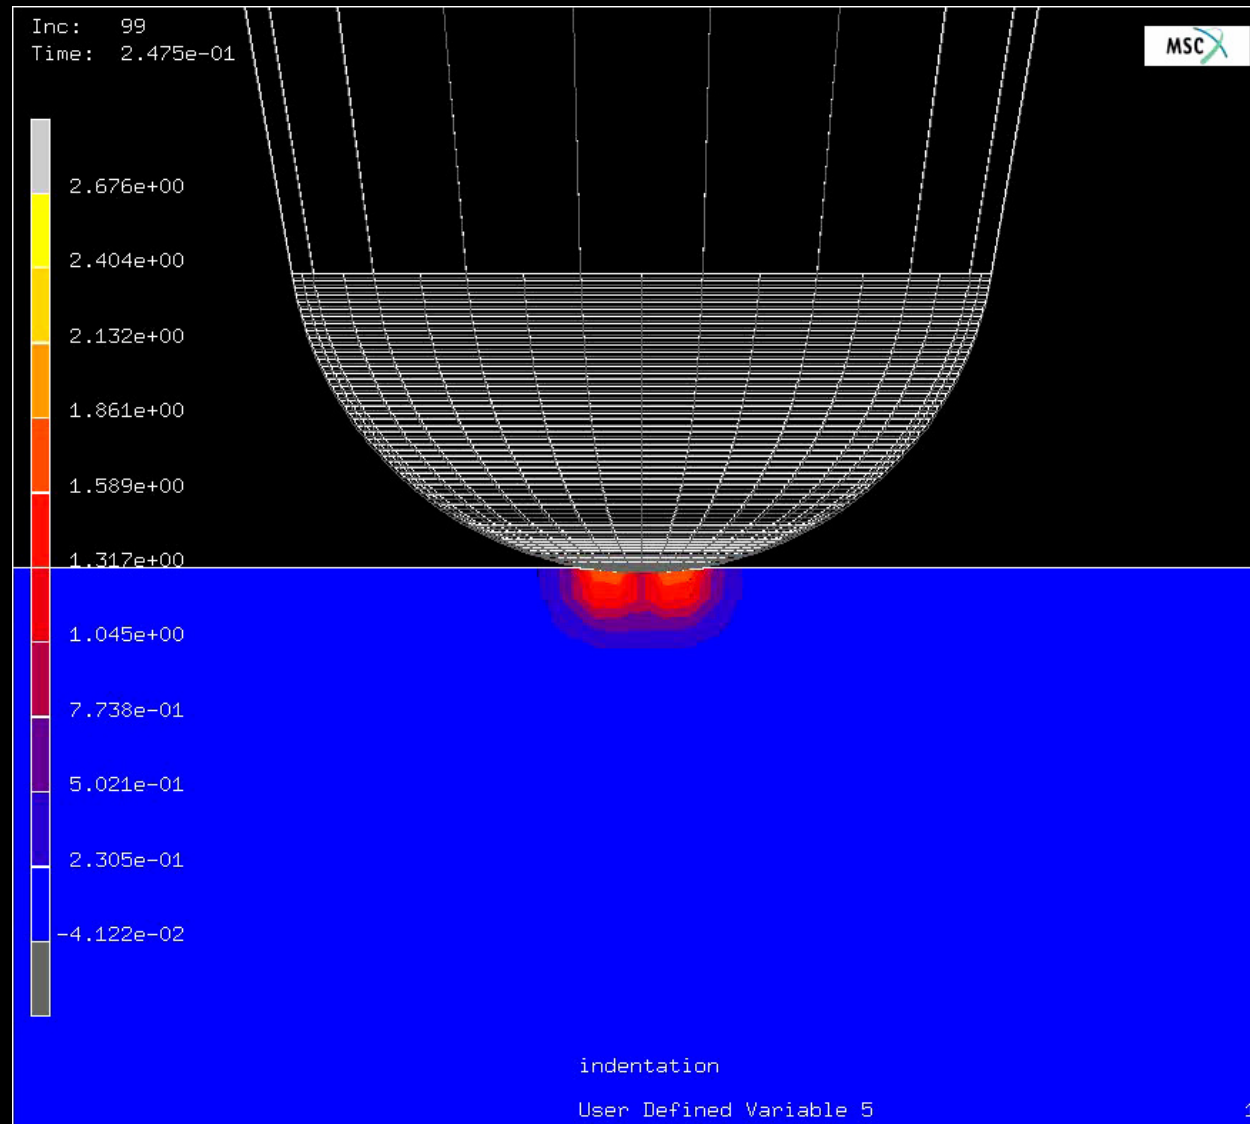 Inc: 99
Time: 2.475e-01
MSC
2.676e+00
2.404e+00
2.132e+00
1.861e+00
1.589e+00
1.317e+00
1.045e+00
7.738e-01
5.021e-01
2.305e-01
-4.122e-02
indentation
User Defined Variable 5